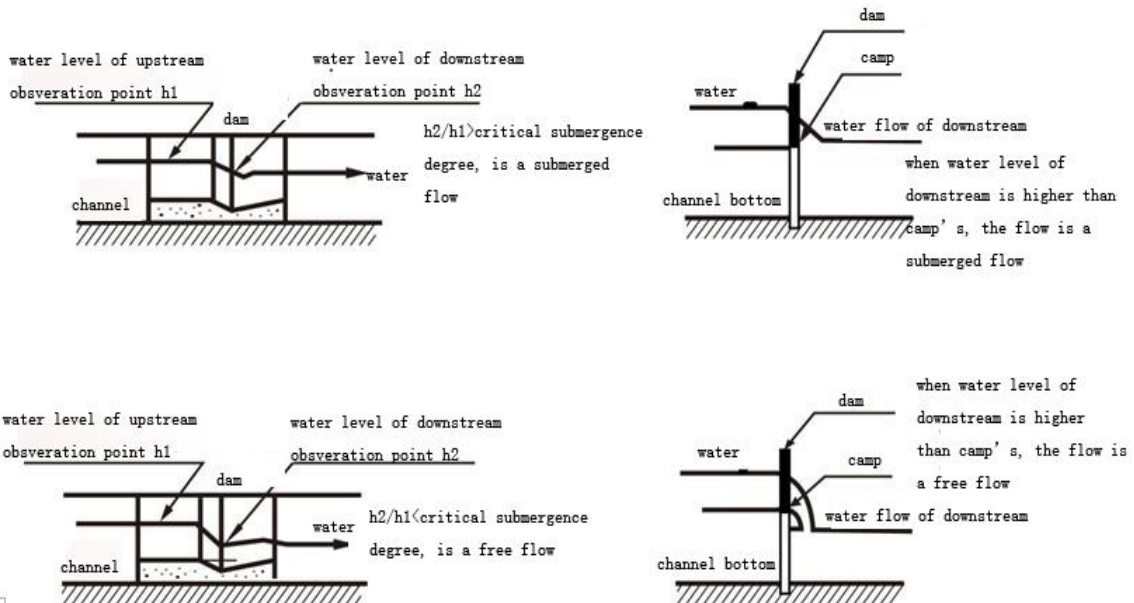 water level of upstream
obsveration point h1
water level of downstream
obsveration point h2
dam
h2/h1>critical submergence
degree, is a submerged
flow
water
channel
dam
camp
water
water flow of downstream
when water level of
downstream is higher than
camp's, the flow is a
submerged flow
channel bottom
water level of upstream
obsveration point h1
water level of downstream
obsveration point h2
dam
water
h2/h1<critical submergence
degree, is a free flow
channel
dam
when water level of
downstream is higher
than camp's, the flow is
a free flow
water
camp
water flow of downstream
channel bottom